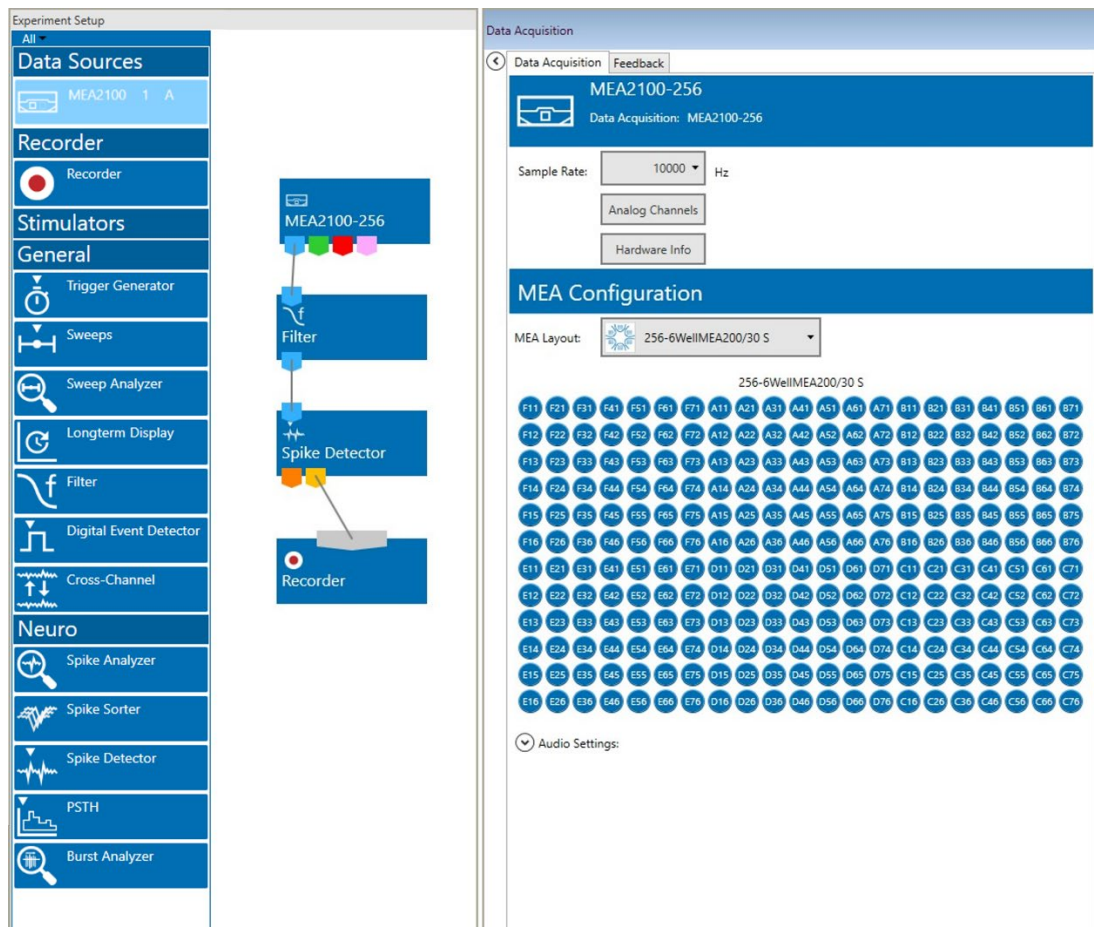 Experiment Setup
All
Data Sources
MEA2100 1 A
Recorder
Recorder
Stimulators
General
Trigger Generator
Sweeps
Sweep Analyzer
Longterm Display
Filter
Digital Event Detector
Cross-Channel
Neuro
Spike Analyzer
Spike Sorter
Spike Detector
PSTH
Burst Analyzer
MEA2100-256
Filter
Spike Detector
Recorder
Data Acquisition
Data Acquisition Feedback
MEA2100-256
Data Acquisition: MEA2100-256
Sample Rate: 10000 Hz
Analog Channels
Hardware Info
MEA Configuration
MEA Layout: 256-6WellMEA200/30 S
256-6WellMEA200/30 S
F11 F21 F31 F41 F51 F61 F71 A11 A21 A31 A41 A51 A61 A71 B11 B21 B31 B41 B51 B61 B71
F12 F22 F32 F42 F52 F62 F72 A12 A22 A32 A42 A52 A62 A72 B12 B22 B32 B42 B52 B62 B72
F13 F23 F33 F43 F53 F63 F73 A13 A23 A33 A43 A53 A63 A73 B13 B23 B33 B43 B53 B63 B73
F14 F24 F34 F44 F54 F64 F74 A14 A24 A34 A44 A54 A64 A74 B14 B24 B34 B44 B54 B64 B74
F15 F25 F35 F45 F55 F65 F75 A15 A25 A35 A45 A55 A65 A75 B15 B25 B35 B45 B55 B65 B75
F16 F26 F36 F46 F56 F66 F76 A16 A26 A36 A46 A56 A66 A76 B16 B26 B36 B46 B56 B66 B76
E11 E21 E31 E41 E51 E61 E71 D11 D21 D31 D41 D51 D61 D71 C11 C21 C31 C41 C51 C61 C71
E12 E22 E32 E42 E52 E62 E72 D12 D22 D32 D42 D52 D62 D72 C12 C22 C32 C42 C52 C62 C72
E13 E23 E33 E43 E53 E63 E73 D13 D23 D33 D43 D53 D63 D73 C13 C23 C33 C43 C53 C63 C73
E14 E24 E34 E44 E54 E64 E74 D14 D24 D34 D44 D54 D64 D74 C14 C24 C34 C44 C54 C64 C74
E15 E25 E35 E45 E55 E65 E75 D15 D25 D35 D45 D55 D65 D75 C15 C25 C35 C45 C55 C65 C75
E16 E26 E36 E46 E56 E66 E76 D16 D26 D36 D46 D56 D66 D76 C16 C26 C36 C46 C56 C66 C76
Audio Settings: